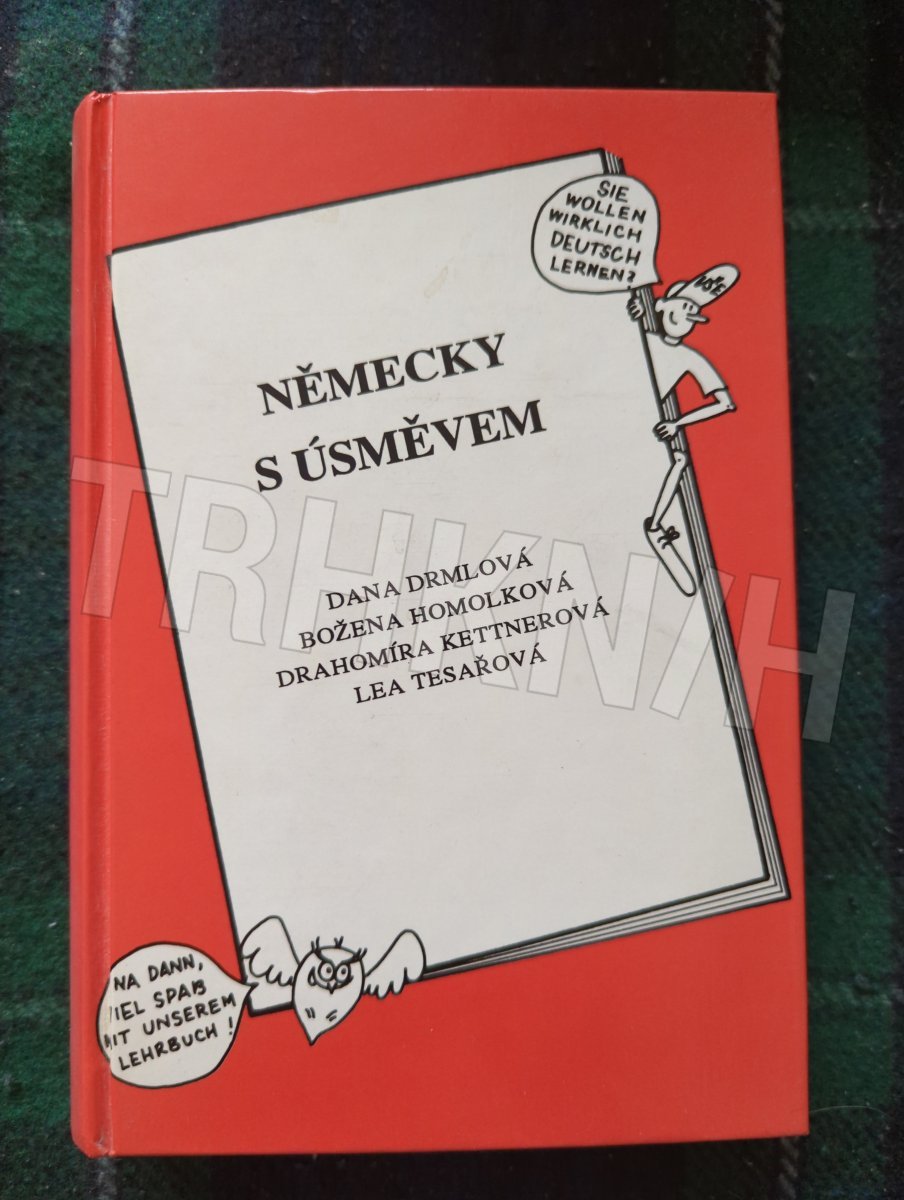 SIE
WOLLEN
WIRKLICH
DEUTSCH
LERNEN?
NĚMECKY
S ÚSMĚVEM
TRHKNIH
DANA DRMLOVÁ
BOŽENA HOMOLKOVÁ
DRAHOMÍRA KETTNEROVÁ
LEA TESAŘOVÁ
NA DANN,
VIEL SPAß
MIT UNSEREM
LEHRBUCH!